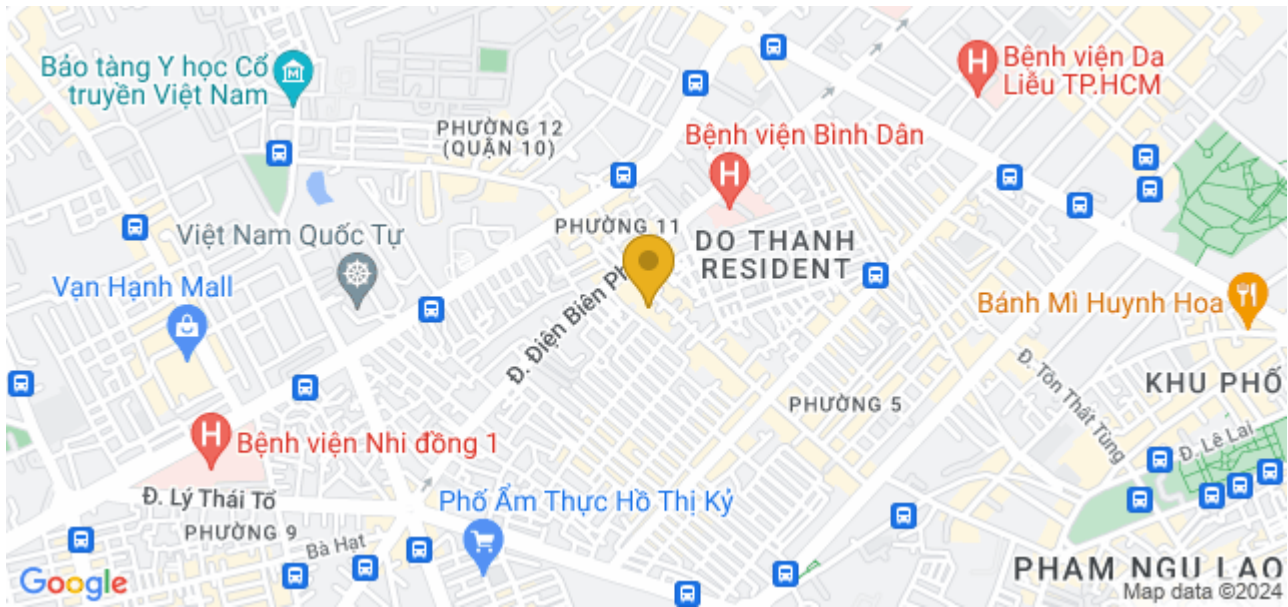 Bảo tàng Y học Cổ
truyền Việt Nam
M
PHƯỜNG 12
(QUẬN 10)
H
Bệnh viện Da
Liễu TP.HCM
Bệnh viện Bình Dân
H
PHƯỜNG 11
Việt Nam Quốc Tự
DO THANH
RESIDENT
Vạn Hạnh Mall
Đ. Điện Biên Ph
Bánh Mì Huynh Hoa
Đ. Tôn Thất Tùng
KHU PHỐ
PHƯỜNG 5
H
Bệnh viện Nhi đồng 1
Đ. Lê Lai
Đ. Lý Thái Tổ
Phố Ẩm Thực Hồ Thị Kỷ
PHƯỜNG 9
Bà Hạt
PHAM NGU LAO
Google
Map data ©2024